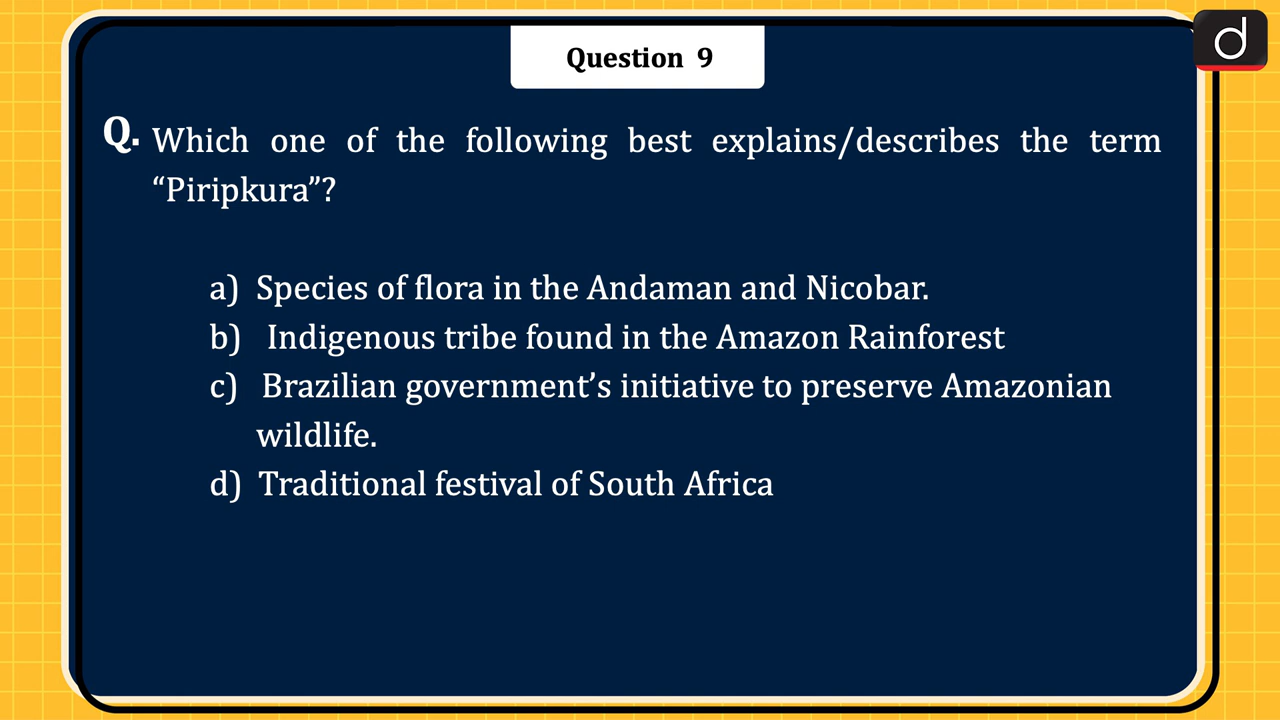 d
Question 9
Q. Which one of the following best explains/describes the term
“Piripkura”?
a) Species of flora in the Andaman and Nicobar.
b) Indigenous tribe found in the Amazon Rainforest
c) Brazilian government’s initiative to preserve Amazonian
wildlife.
d) Traditional festival of South Africa